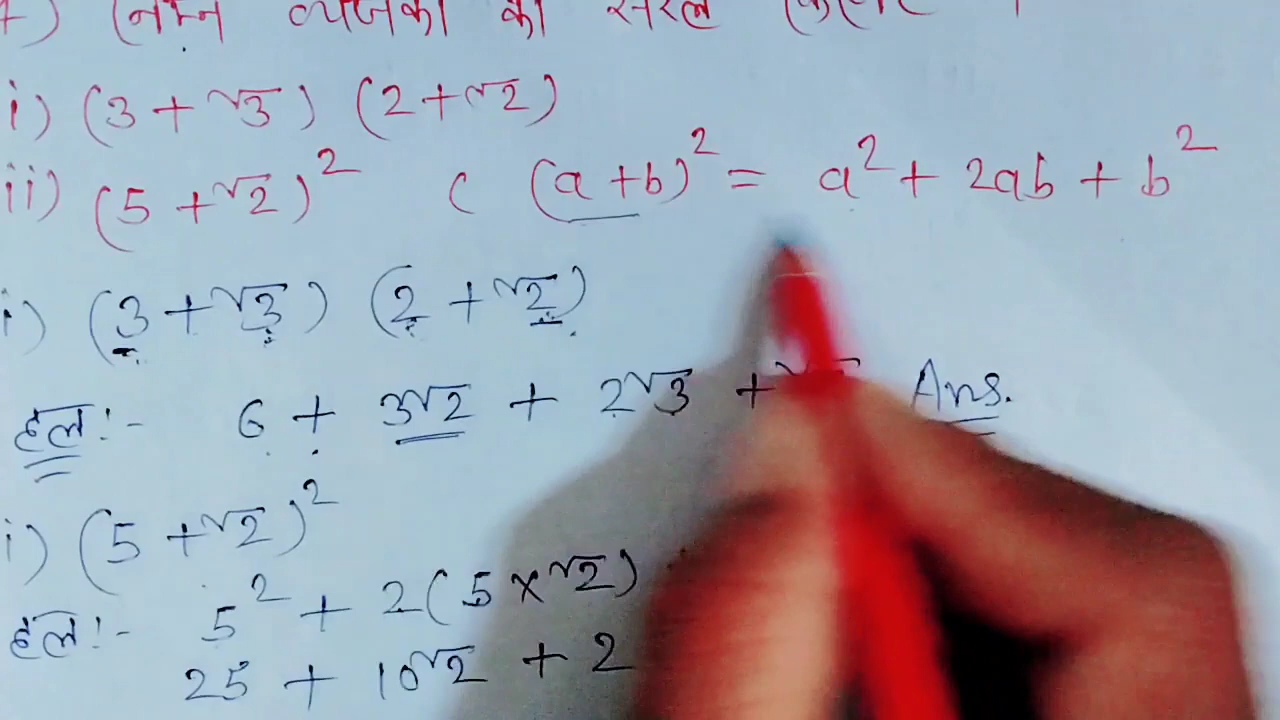 i) (3 + √3) (2 + √2)
ii) (5 + √2)² ( (a + b)² = a² + 2ab + b²
i) (3 + √3) (2 + √2)
हल :- 6 + 3√2 + 2√3 + Ans.
i) (5 + √2)²
हल :- 5² + 2(5 × √2)
25 + 10√2 + 2